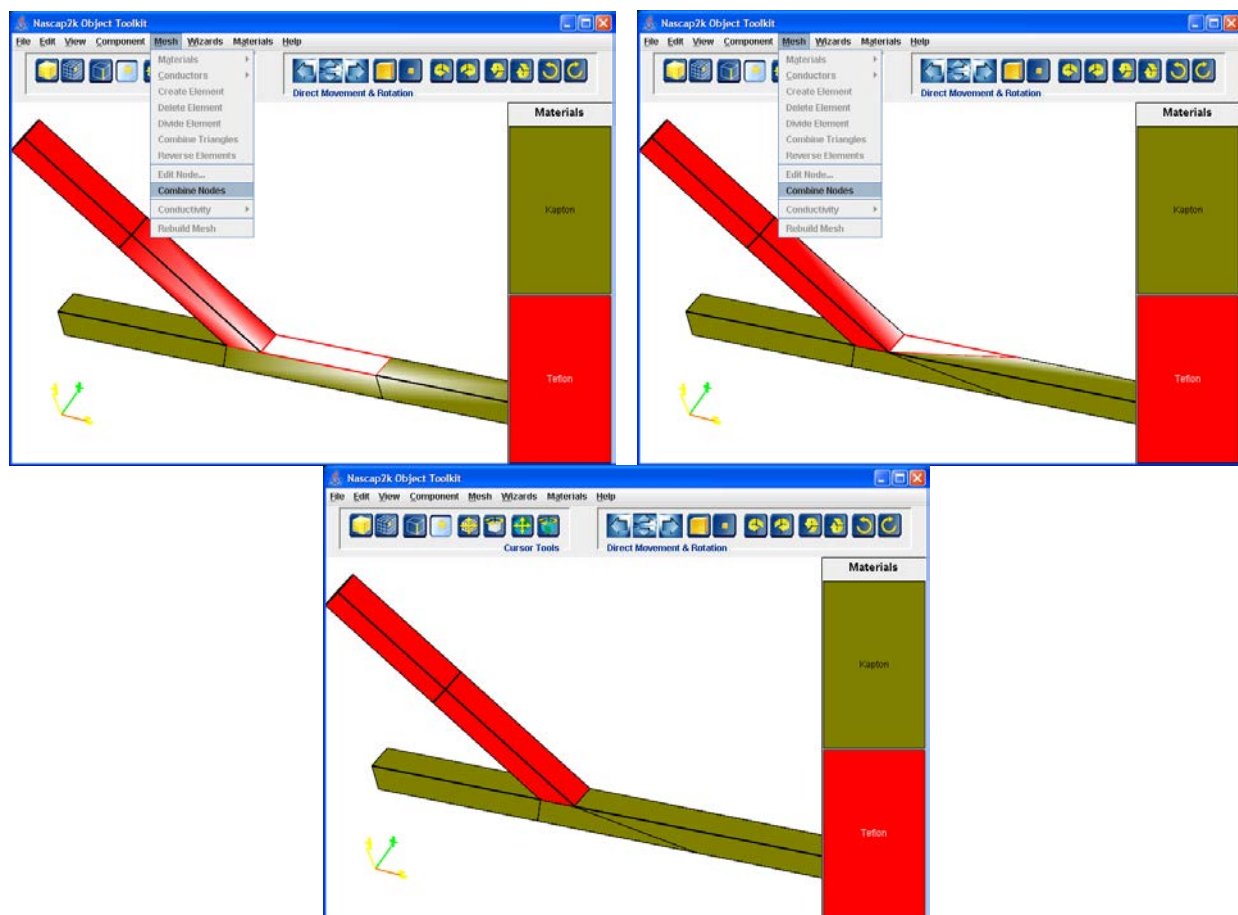 Nascap2k Object Toolkit
File Edit View Component Mesh Wizards Materials Help
Materials
Conductors
Create Element
Delete Element
Divide Element
Combine Triangles
Reverse Elements
Edit Node...
Combine Nodes
Conductivity
Rebuild Mesh
Direct Movement & Rotation
Materials
Kapton
Teflon
Nascap2k Object Toolkit
File Edit View Component Mesh Wizards Materials Help
Materials
Conductors
Create Element
Delete Element
Divide Element
Combine Triangles
Reverse Elements
Edit Node...
Combine Nodes
Conductivity
Rebuild Mesh
Direct Movement & Rotation
Materials
Kapton
Teflon
Nascap2k Object Toolkit
File Edit View Component Mesh Wizards Materials Help
Cursor Tools Direct Movement & Rotation
Materials
Kapton
Teflon